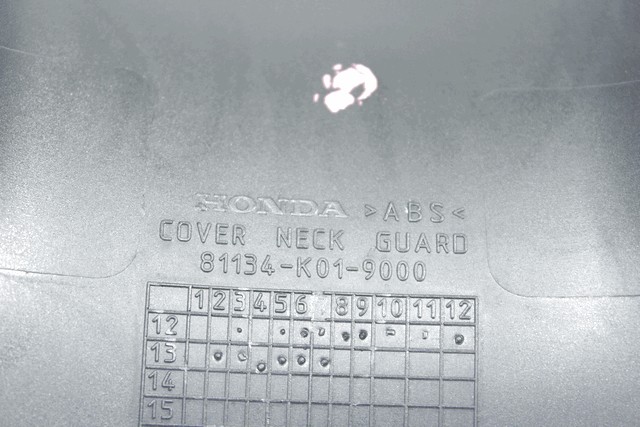 HONDA >ABS<
COVER NECK GUARD
81134-K01-9000
1 2 3 4 5 6 8 9 10 11 12
12
13
14
15